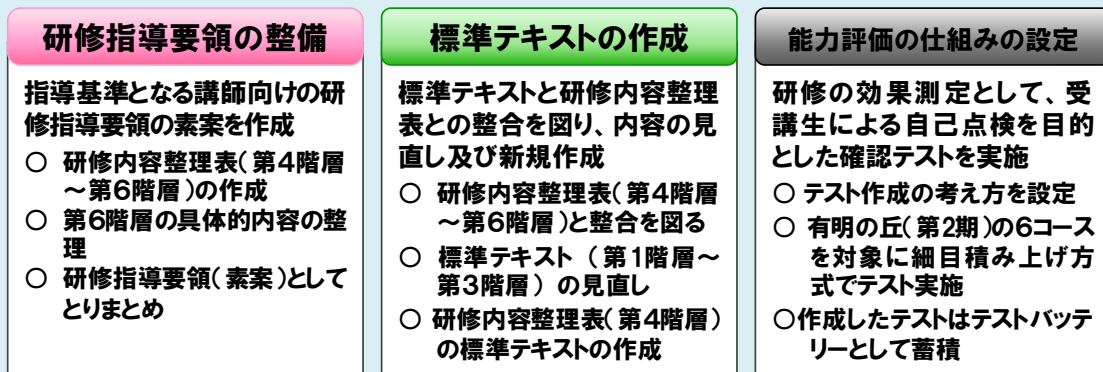 研修指導要領の整備
指導基準となる講師向けの研
修指導要領の素案を作成
○ 研修内容整理表(第4階層
～第6階層)の作成
○ 第6階層の具体的内容の整
理
○ 研修指導要領(素案)として
とりまとめ
標準テキストの作成
標準テキストと研修内容整理
表との整合を図り、内容の見
直し及び新規作成
○ 研修内容整理表(第4階層
～第6階層)と整合を図る
○ 標準テキスト (第1階層～
第3階層) の見直し
○ 研修内容整理表(第4階層)
の標準テキストの作成
能力評価の仕組みの設定
研修の効果測定として、受
講生による自己点検を目的
とした確認テストを実施
○ テスト作成の考え方を設定
○ 有明の丘(第2期)の6コース
を対象に細目積み上げ方
式でテスト実施
○作成したテストはテストバッテ
リーとして蓄積